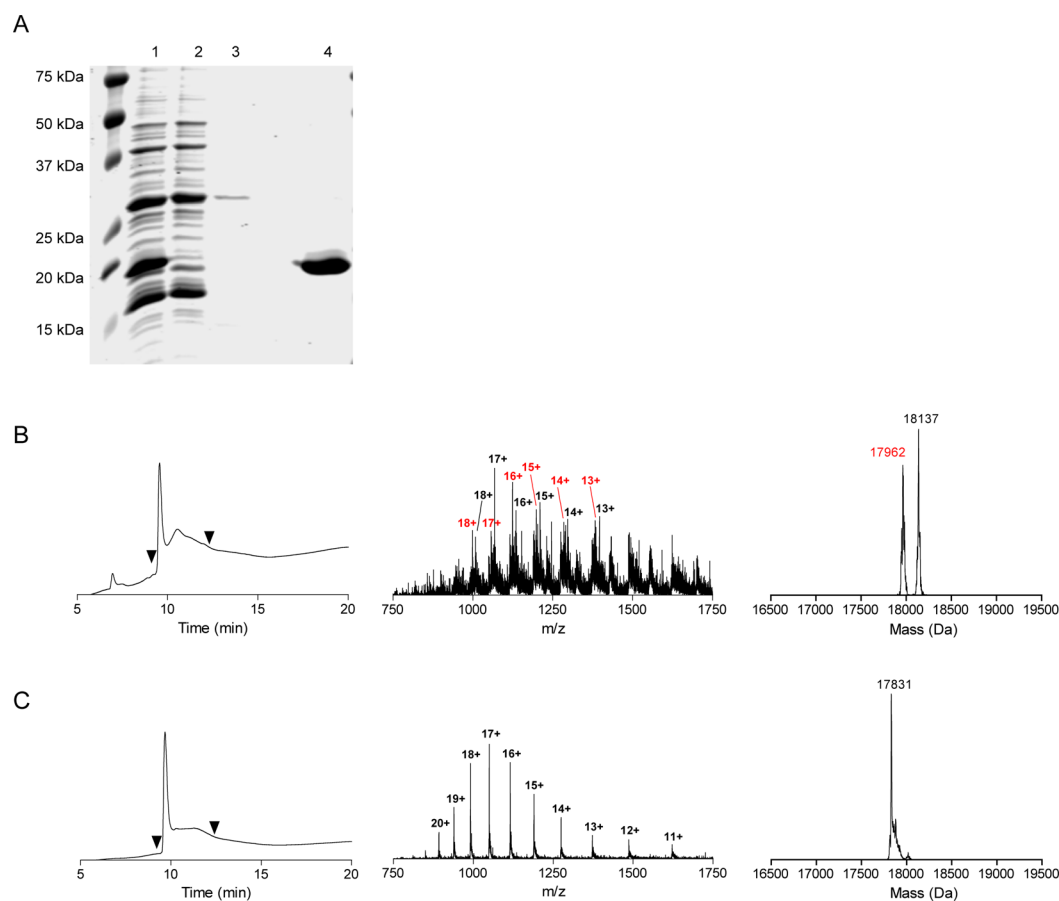 A
1 2 3 4
75 kDa
50 kDa
37 kDa
25 kDa
20 kDa
15 kDa
B
18137
17962
17+
15+
16+
14+
13+
18+
16+
15+
14+
13+
18+
17+
5 10 15 20
750 1000 1250 1500 1750
16500 17000 17500 18000 18500 19000 19500
Time (min)
m/z
Mass (Da)
C
17831
17+
18+
16+
15+
19+
14+
20+
13+
12+
11+
5 10 15 20
750 1000 1250 1500 1750
16500 17000 17500 18000 18500 19000 19500
Time (min)
m/z
Mass (Da)